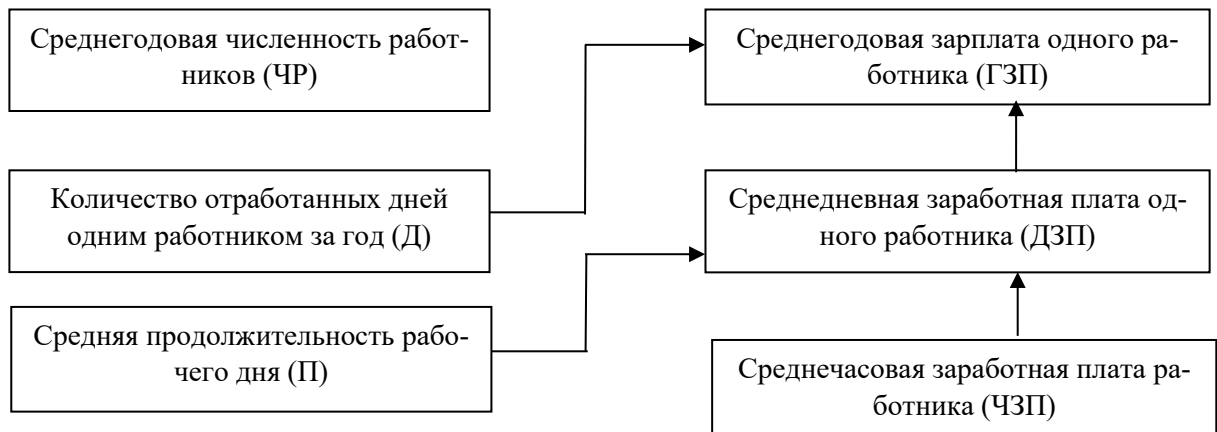 Среднегодовая численность работ-
ников (ЧР)
Среднегодовая зарплата одного ра-
ботника (ГЗП)
Количество отработанных дней
одним работником за год (Д)
Среднедневная заработная плата од-
ного работника (ДЗП)
Средняя продолжительность рабо-
чего дня (П)
Среднечасовая заработная плата ра-
ботника (ЧЗП)